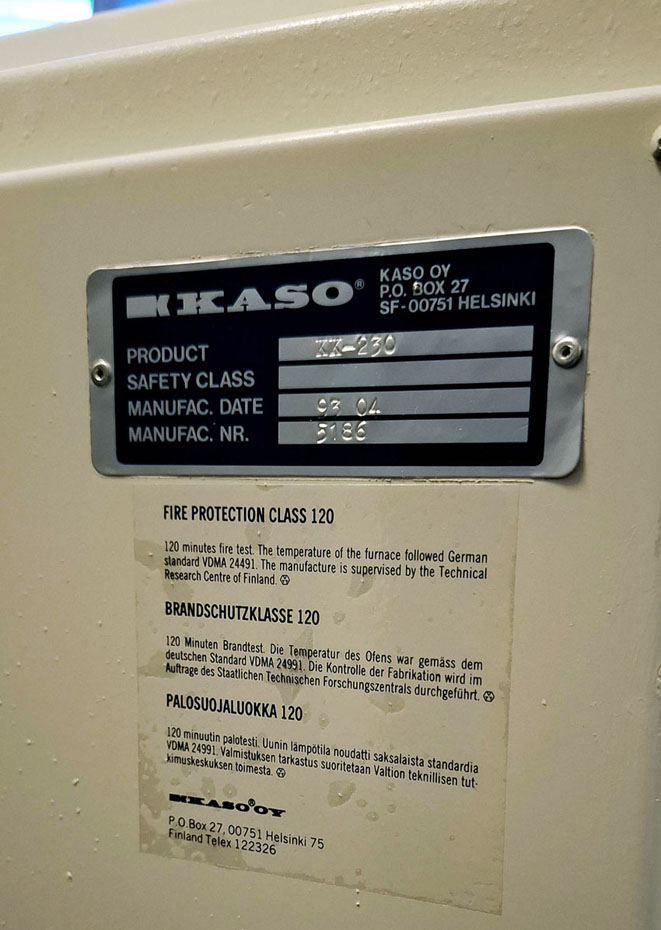 KASO®
KASO OY
P.O. BOX 27
SF-00751 HELSINKI
PRODUCT KK-230
SAFETY CLASS
MANUFAC. DATE 93 04
MANUFAC. NR. 5186
FIRE PROTECTION CLASS 120
120 minutes fire test. The temperature of the furnace followed German
standard VDMA 24491. The manufacture is supervised by the Technical
Research Centre of Finland.
BRANDSCHUTZKLASSE 120
120 Minuten Brandtest. Die Temperatur des Ofens war gemäss dem
deutschen Standard VDMA 24991. Die Kontrolle der Fabrikation wird im
Auftrage des Staatlichen Technischen Forschungszentrals durchgeführt.
PALOSUOJALUOKKA 120
120 minuutin palotesti. Uunin lämpötila noudatti saksalaista standardia
VDMA 24991. Valmistuksen tarkastus suoritetaan Valtion teknillisen tut-
kimuskeskuksen toimesta.
KASO® OY
P.O.Box 27, 00751 Helsinki 75
Finland Telex 122326